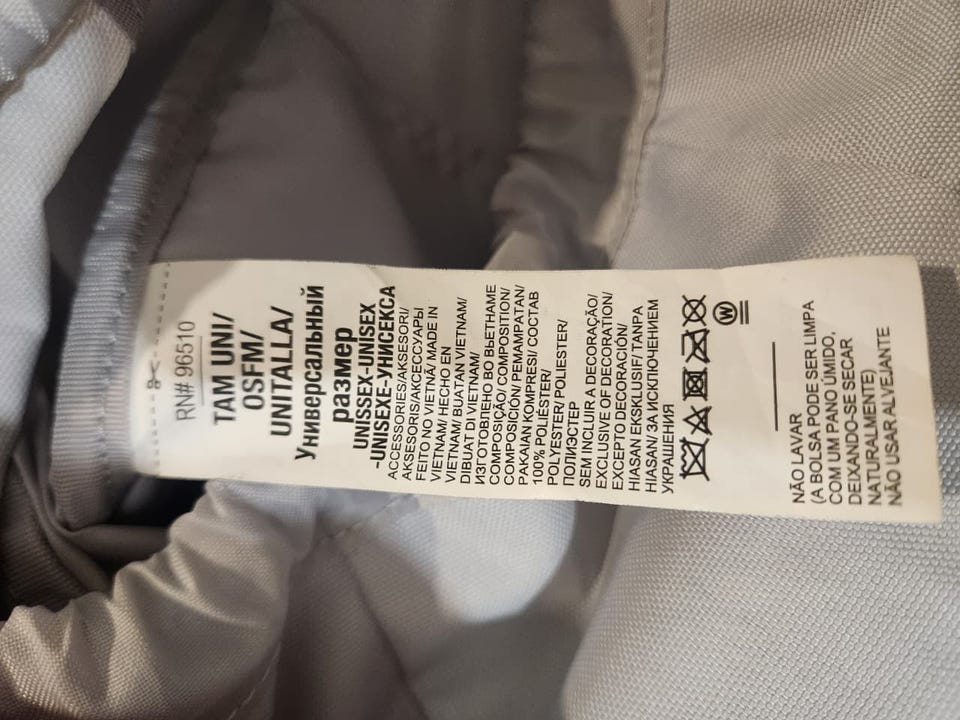 RN# 96510
TAM UNI/
OSFM/
UNITALLA/
Универсальный
размер
UNISSEX-UNISEX
-UNISEXE-УНИСЕКСА
ACCESSORIES/AKSESORI/
AKSESORIS/АКСЕССУАРЫ
FEITO NO VIETNÃ/ MADE IN
VIETNAM/ HECHO EN
VIETNAM/ BUATAN VIETNAM/
DIBUAT DI VIETNAM/
ИЗГОТОВЛЕНО ВО ВЬЕТНАМЕ
COMPOSIÇÃO/ COMPOSITION/
COMPOSICIÓN/ PEMAMPATAN/
PAKAIAN KOMPRESI/ СОСТАВ
100% POLIÉSTER/
POLYESTER/ POLIESTER/
ПОЛИЭСТЕР
SEM INCLUIR A DECORAÇÃO/
EXCLUSIVE OF DECORATION/
EXCEPTO DECORACIÓN/
HIASAN EKSKLUSIF/ TANPA
HIASAN/ ЗА ИСКЛЮЧЕНИЕМ
УКРАШЕНИЯ
W
NÃO LAVAR
(A BOLSA PODE SER LIMPA
COM UM PANO ÚMIDO,
DEIXANDO-SE SECAR
NATURALMENTE)
NÃO USAR ALVEJANTE